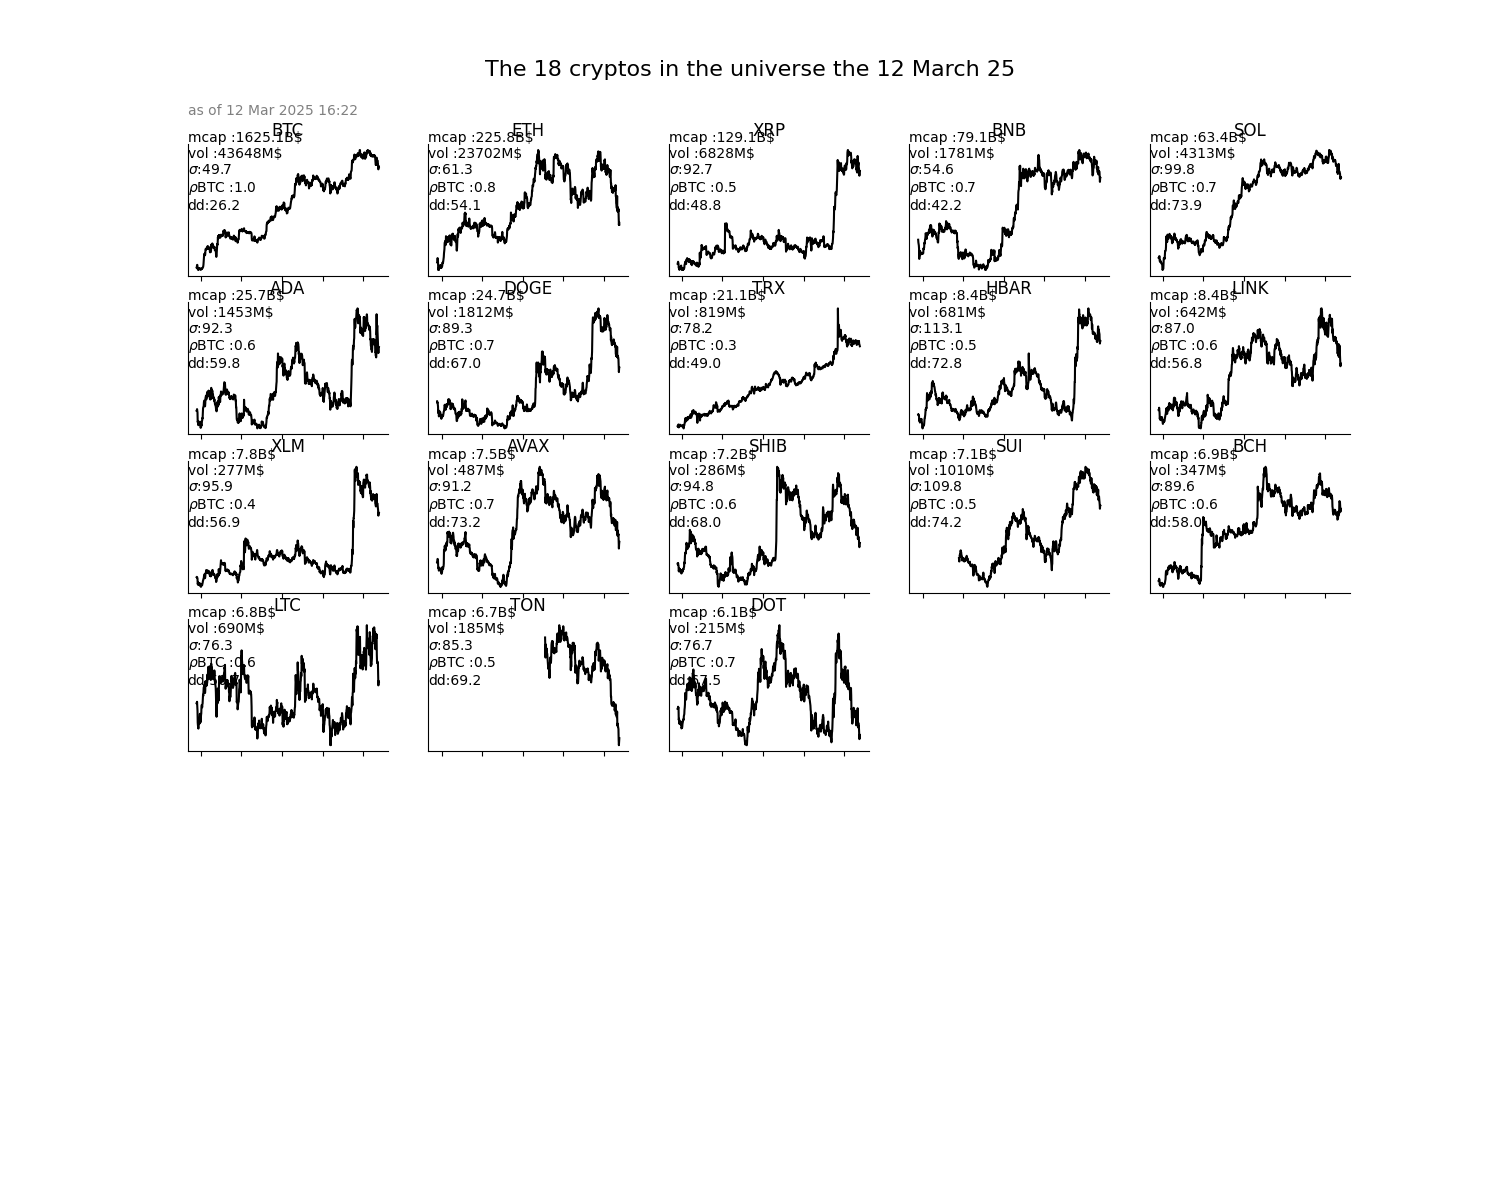 The 18 cryptos in the universe the 12 March 25
as of 12 Mar 2025 16:22
BTC
mcap :1625.1B$
vol :43648M$
σ:49.7
ρBTC :1.0
dd:26.2
ETH
mcap :225.8B$
vol :23702M$
σ:61.3
ρBTC :0.8
dd:54.1
XRP
mcap :129.1B$
vol :6828M$
σ:92.7
ρBTC :0.5
dd:48.8
BNB
mcap :79.1B$
vol :1781M$
σ:54.6
ρBTC :0.7
dd:42.2
SOL
mcap :63.4B$
vol :4313M$
σ:99.8
ρBTC :0.7
dd:73.9
ADA
mcap :25.7B$
vol :1453M$
σ:92.3
ρBTC :0.6
dd:59.8
DOGE
mcap :24.7B$
vol :1812M$
σ:89.3
ρBTC :0.7
dd:67.0
TRX
mcap :21.1B$
vol :819M$
σ:78.2
ρBTC :0.3
dd:49.0
HBAR
mcap :8.4B$
vol :681M$
σ:113.1
ρBTC :0.5
dd:72.8
LINK
mcap :8.4B$
vol :642M$
σ:87.0
ρBTC :0.6
dd:56.8
XLM
mcap :7.8B$
vol :277M$
σ:95.9
ρBTC :0.4
dd:56.9
AVAX
mcap :7.5B$
vol :487M$
σ:91.2
ρBTC :0.7
dd:73.2
SHIB
mcap :7.2B$
vol :286M$
σ:94.8
ρBTC :0.6
dd:68.0
SUI
mcap :7.1B$
vol :1010M$
σ:109.8
ρBTC :0.5
dd:74.2
BCH
mcap :6.9B$
vol :347M$
σ:89.6
ρBTC :0.6
dd:58.0
LTC
mcap :6.8B$
vol :690M$
σ:76.3
ρBTC :0.6
TON
mcap :6.7B$
vol :185M$
σ:85.3
ρBTC :0.5
dd:69.2
DOT
mcap :6.1B$
vol :215M$
σ:76.7
ρBTC :0.7
dd:67.5